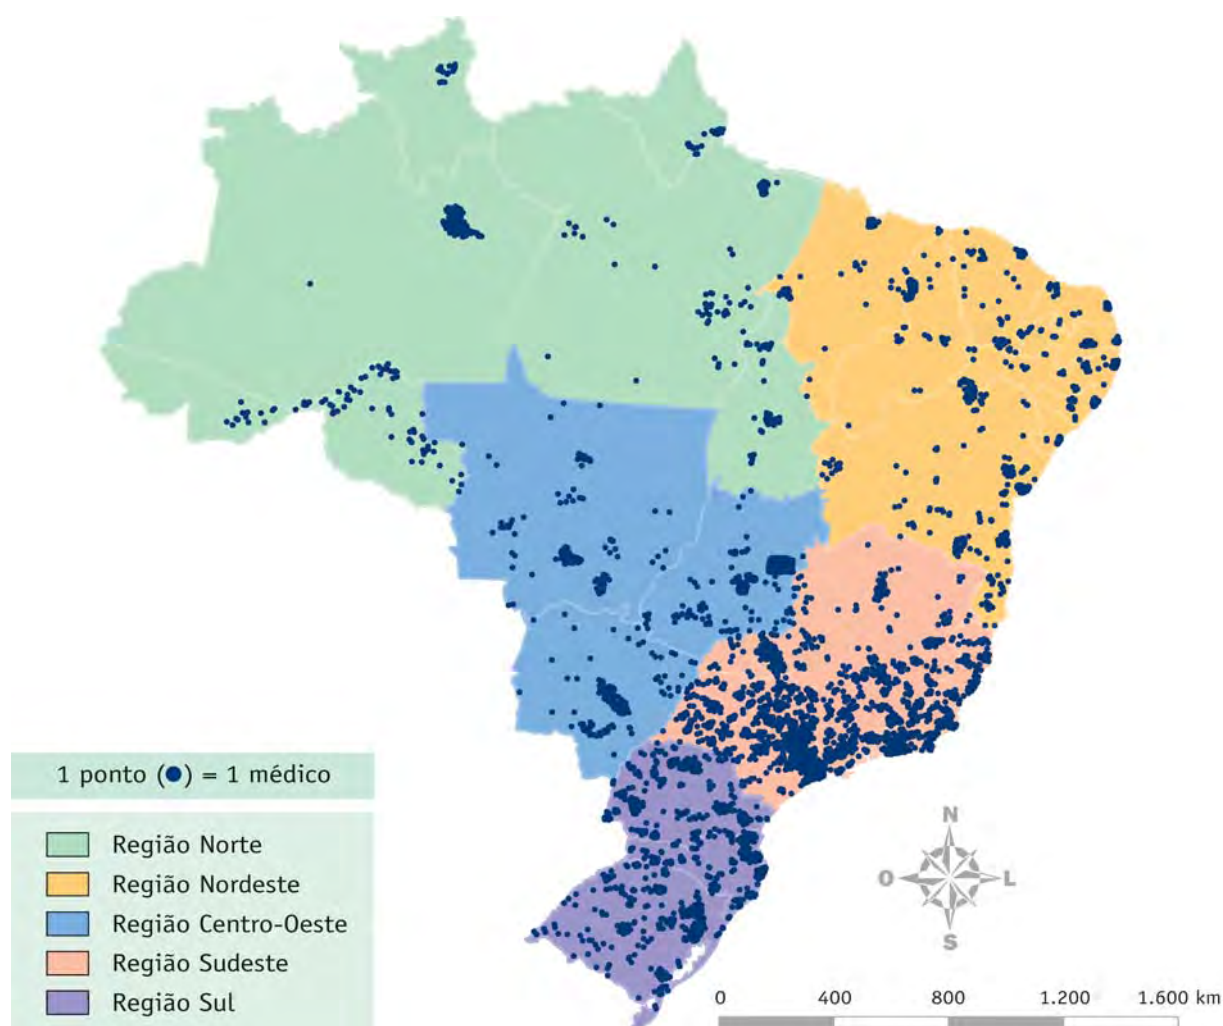 1 ponto (●) = 1 médico
Região Norte
Região Nordeste
Região Centro-Oeste
Região Sudeste
Região Sul
N
O L
S
0 400 800 1.200 1.600 km